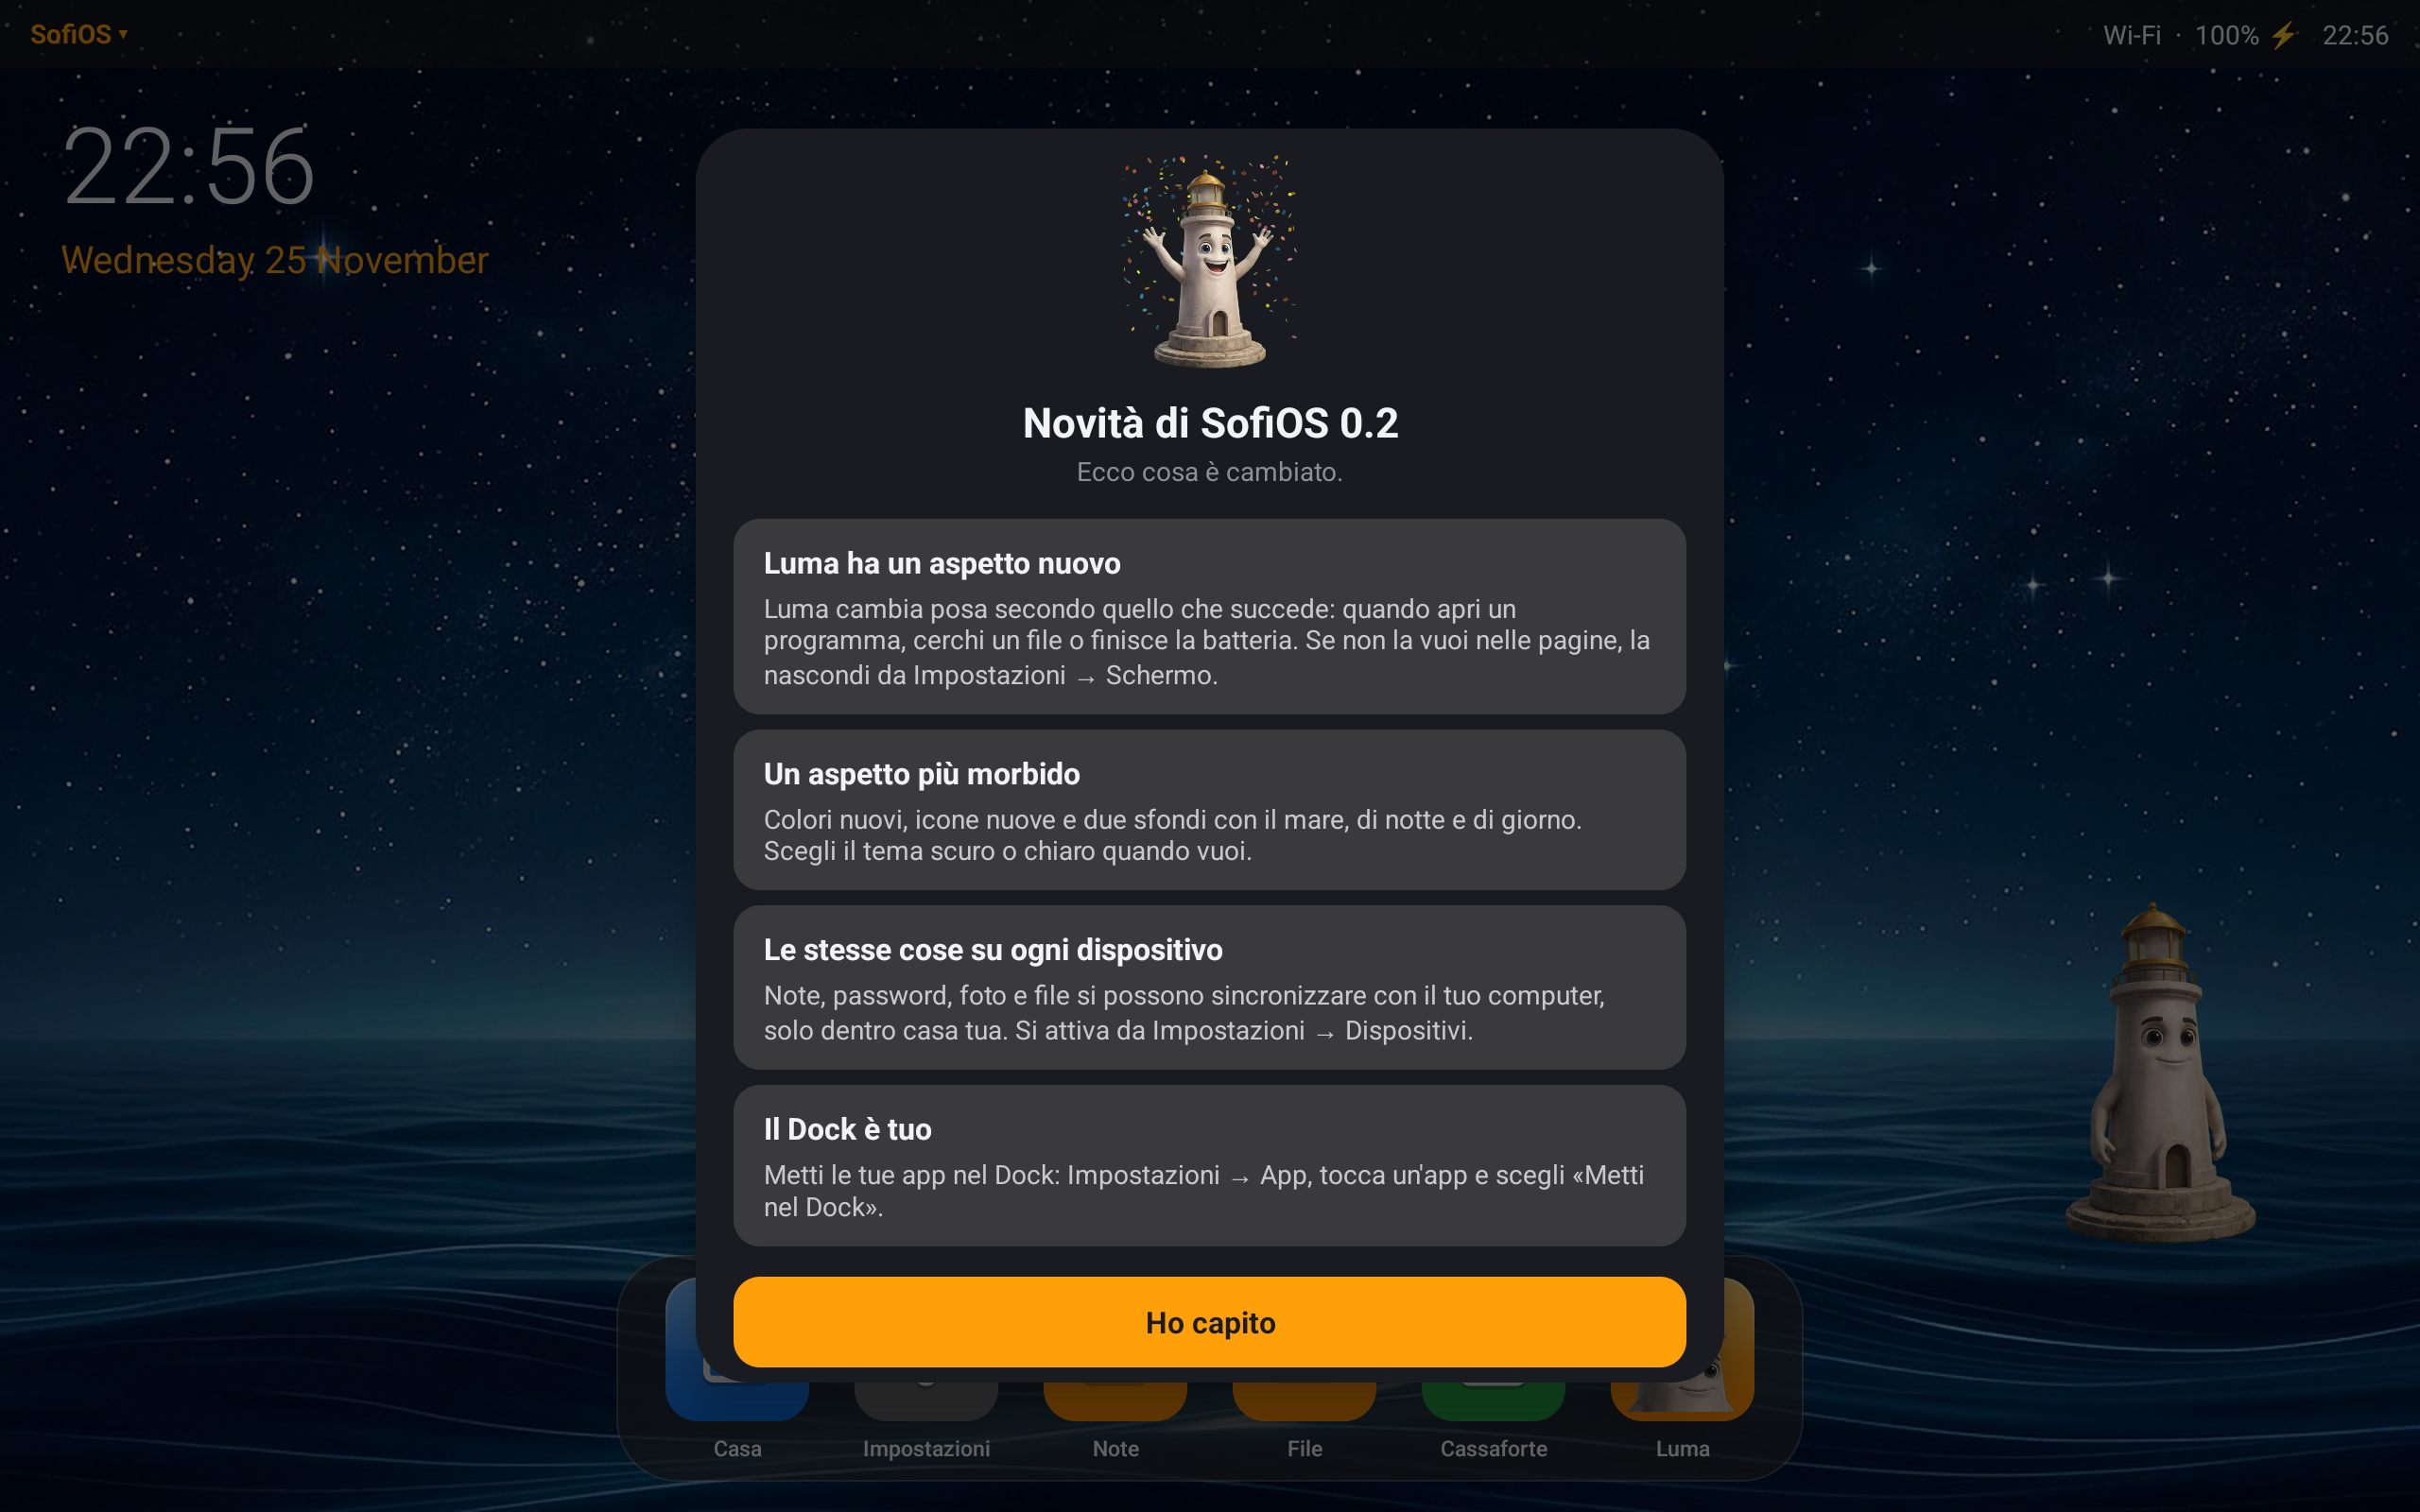 SofiOS ▾
Wi-Fi · 100% ⚡ 22:56
22:56
Wednesday 25 November
Novità di SofiOS 0.2
Ecco cosa è cambiato.
Luma ha un aspetto nuovo
Luma cambia posa secondo quello che succede: quando apri un
programma, cerchi un file o finisce la batteria. Se non la vuoi nelle pagine, la
nascondi da Impostazioni → Schermo.
Un aspetto più morbido
Colori nuovi, icone nuove e due sfondi con il mare, di notte e di giorno.
Scegli il tema scuro o chiaro quando vuoi.
Le stesse cose su ogni dispositivo
Note, password, foto e file si possono sincronizzare con il tuo computer,
solo dentro casa tua. Si attiva da Impostazioni → Dispositivi.
Il Dock è tuo
Metti le tue app nel Dock: Impostazioni → App, tocca un'app e scegli «Metti
nel Dock».
Ho capito
Casa Impostazioni Note File Cassaforte Luma